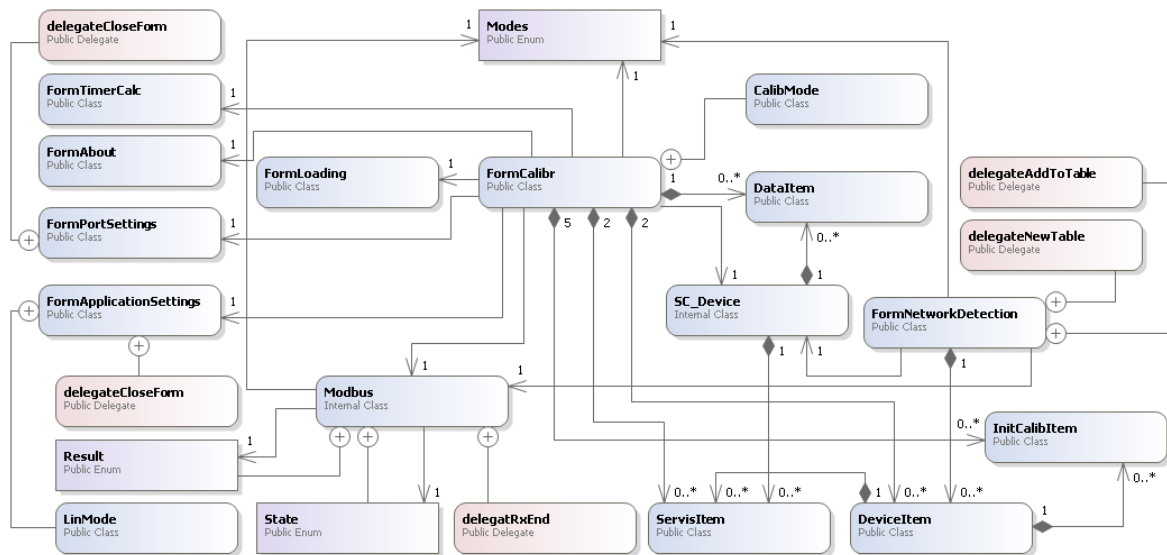 delegateCloseForm
Public Delegate
1
Modes
Public Enum
1
1
FormTimerCalc
Public Class
1
CalibMode
Public Class
FormAbout
Public Class
1
FormLoading
Public Class
1
FormCalibr
Public Class
1
0..*
DataItem
Public Class
delegateAddToTable
Public Delegate
FormPortSettings
Public Class
1
5
2
2
0..*
delegateNewTable
Public Delegate
FormApplicationSettings
Public Class
1
1
1
SC_Device
Internal Class
FormNetworkDetection
Public Class
1
1
1
delegateCloseForm
Public Delegate
1
Modbus
Internal Class
1
Result
Public Enum
1
0..*
InitCalibItem
Public Class
LinMode
Public Class
State
Public Enum
1
delegatRxEnd
Public Delegate
0..*
0..*
0..*
ServisItem
Public Class
1
0..*
0..*
DeviceItem
Public Class
1
0..*